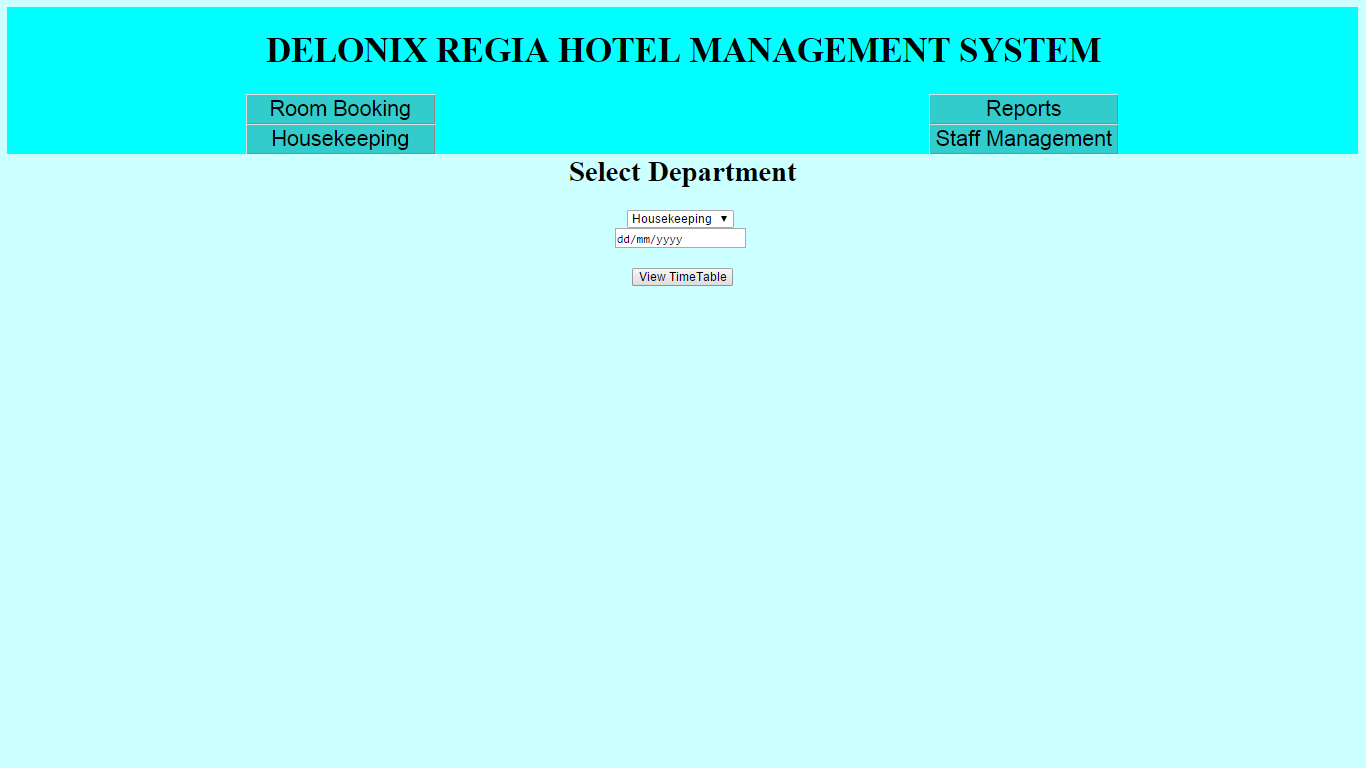 DELONIX REGIA HOTEL MANAGEMENT SYSTEM
Room Booking
Reports
Housekeeping
Staff Management
Select Department
Housekeeping
dd/mm/yyyy
View TimeTable